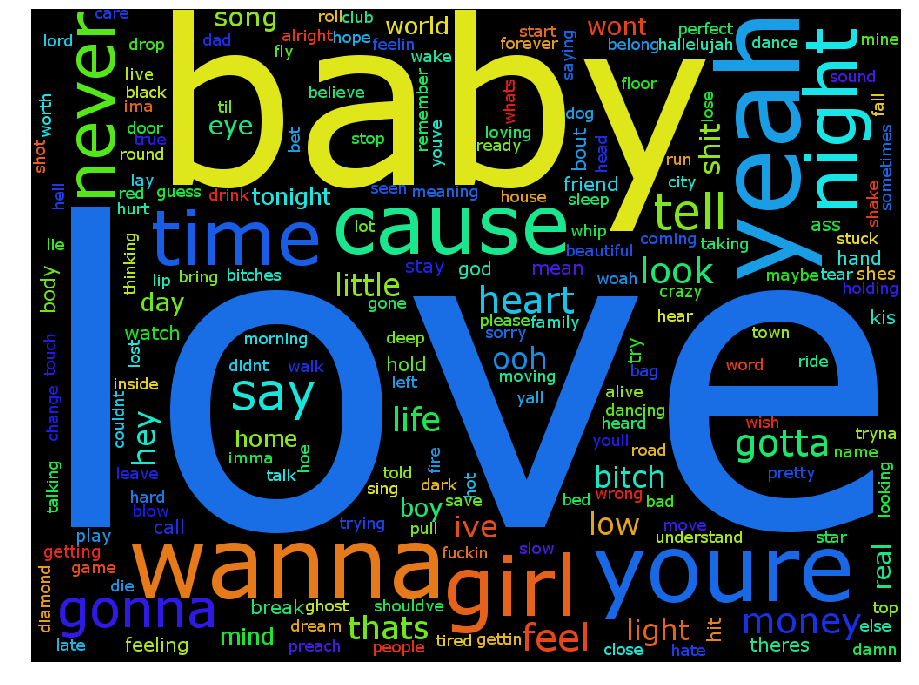 care
roll club
song
lord
drop
dad
alright hope feelin
world
start
forever
wont
saying
belong hallelujah
perfect
dance
mine
never
baby
yeah
night
fly
wake
live
black
ima
believe
remember
youve
whats
floor
lose
sound
fall
til
eye
bet
stop
loving
ready
dog
bout
head
shit
run
worth
shot
door
true
round
hell
lay
red
hurt
guess
drink
tonight
seen meaning
house
friend
sleep
city
tell
sometimes
shake
ass
stuck
hand
time
lot
cause
whip
beautiful
coming
taking
lie
thinking
body
lip
bring
bitches
stay
god
mean
woah
look
crazy
maybe
tear
shes
holding
day
little
gone
heart
hear
kis
watch
please family
sorry
town
love
morning
didnt
walk
deep
hold
left
ooh
moving
yall
try
bag
word
ride
touch
lost
inside
say
alive
dancing
heard
youll
wish
change
couldnt
hey
home
imma
hoe
talk
life
road
gotta
tryna
name
talking
leave
told
sing
fire
dark
hot
bitch
wrong
bad
bed
pretty
looking
hard
blow
call
trying
boy
save
pull
ive
low
move
understand
star
play
getting
game
wanna
fuckin
slow
girl
youre
real
diamond
die
gonna
break
ghost
shouldve
money
top
else
late
feeling
mind
dream
preach
thats
people
tired
gettin
feel
light
close
hate
hit
theres
damn